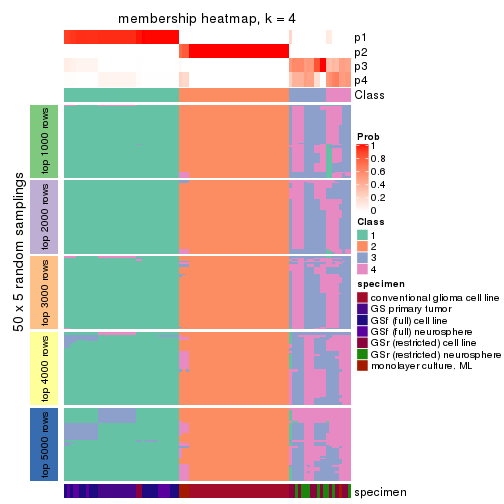 membership heatmap, k = 4
p1
p2
p3
p4
Class
50 x 5 random samplings
top 1000 rows
top 2000 rows
top 3000 rows
top 4000 rows
top 5000 rows
Prob
1
0.8
0.6
0.4
0.2
0
Class
1
2
3
4
specimen
conventional glioma cell line
GS primary tumor
GSf (full) cell line
GSf (full) neurosphere
GSr (restricted) cell line
GSr (restricted) neurosphere
monolayer culture, ML
specimen